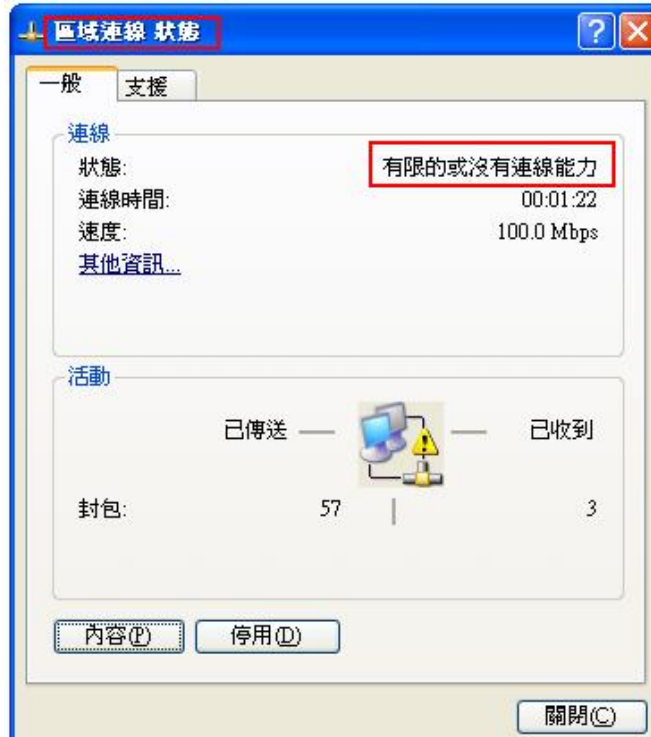 區域連線 狀態
一般
支援
連線
狀態: 有限的或沒有連線能力
連線時間: 00:01:22
速度: 100.0 Mbps
其他資訊...
活動
已傳送 已收到
封包: 57 3
內容(P) 停用(D)
關閉(C)